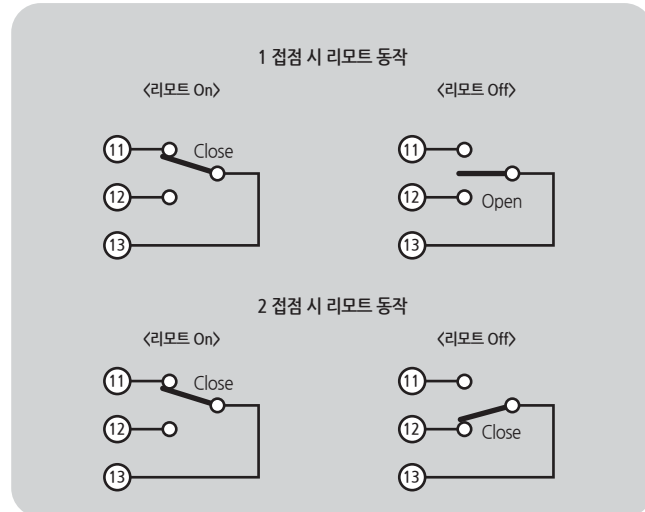 1 접점 시 리모트 동작
〈리모트 On〉 〈리모트 Off〉
11 Close 11
12 12 Open
13 13
2 접점 시 리모트 동작
〈리모트 On〉 〈리모트 Off〉
11 Close 11
12 12 Close
13 13